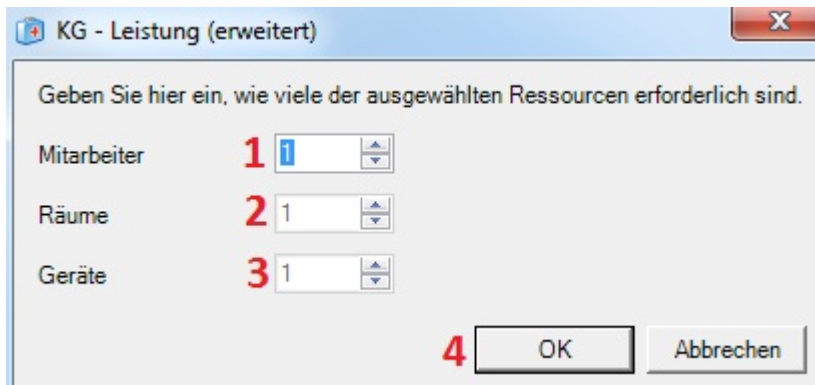 KG - Leistung (erweitert)
Geben Sie hier ein, wie viele der ausgewählten Ressourcen erforderlich sind.
Mitarbeiter 1 1
Räume 2 1
Geräte 3 1
4 OK Abbrechen